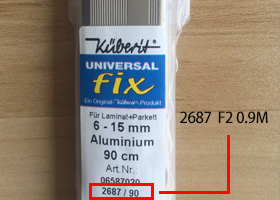 Küberit
UNIVERSAL
fix
Ein Original-Küberit-Produkt
Für Laminat+Parkett
6 - 15 mm
Aluminium
90 cm
Art.Nr.:
06587020
2687 / 90
2687 F2 0.9M